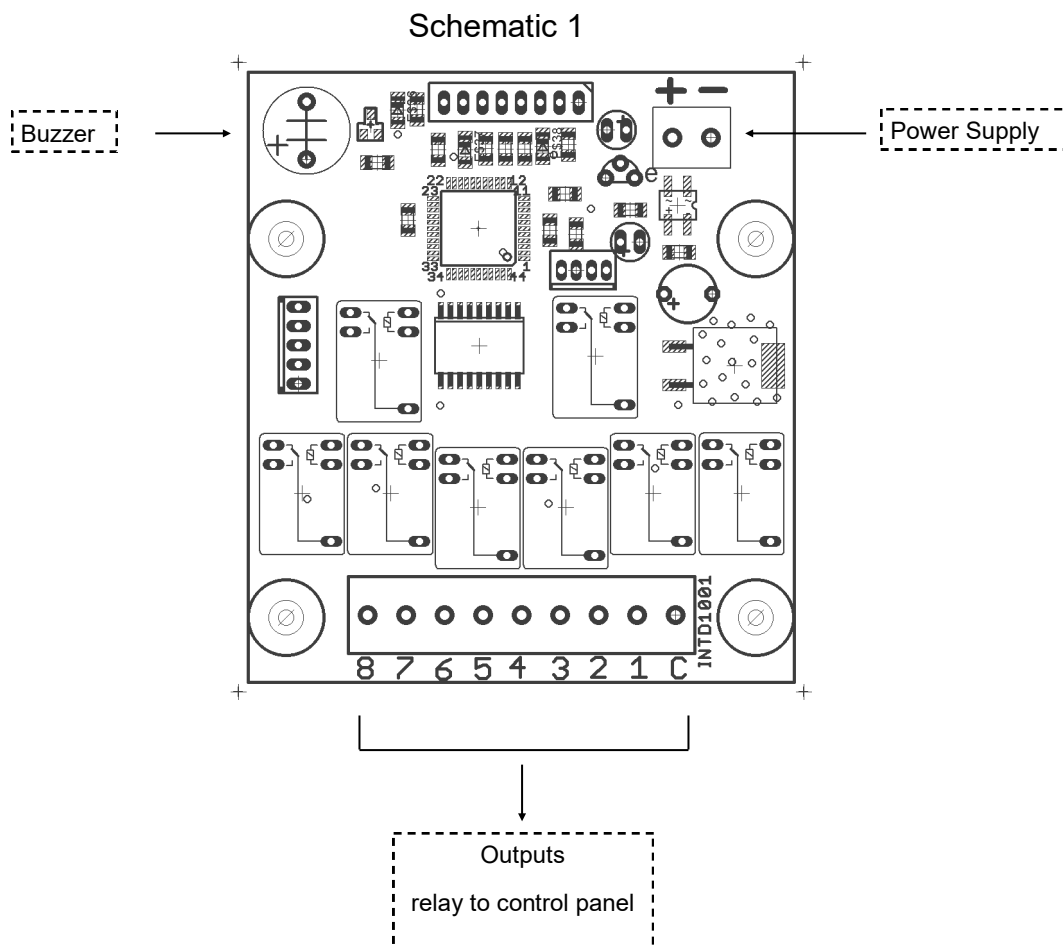 Schematic 1
Buzzer
Power Supply
+ −
+
e
22 12
23 11
33 1
34 44
+
INTD1001
8 7 6 5 4 3 2 1 C
Outputs
relay to control panel